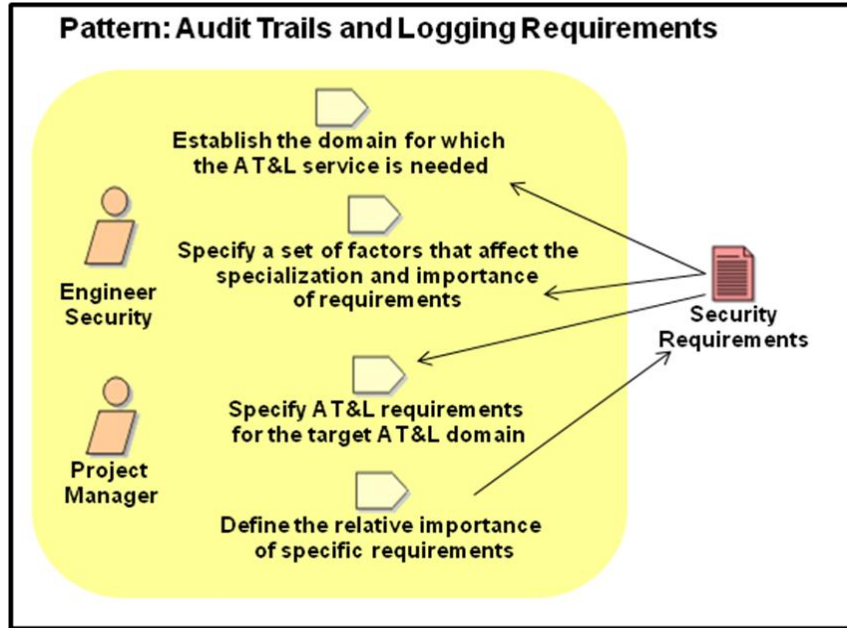 Pattern: Audit Trails and Logging Requirements
Establish the domain for which
the AT&L service is needed
Specify a set of factors that affect the
specialization and importance
of requirements
Engineer
Security
Security
Requirements
Specify AT&L requirements
for the target AT&L domain
Project
Manager
Define the relative importance
of specific requirements